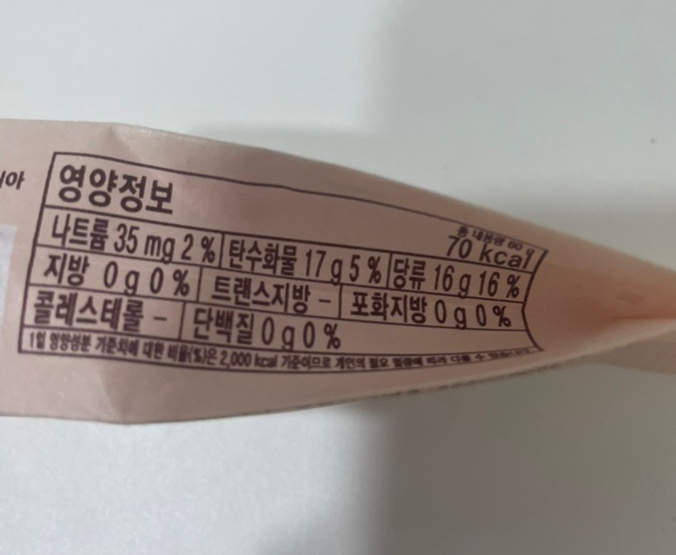 영양정보
총 내용량 60 g
70 kcal
나트륨 35 mg 2 % 탄수화물 17 g 5 % 당류 16 g 16 %
지방 0 g 0 % 트랜스지방 - 포화지방 0 g 0 %
콜레스테롤 - 단백질 0 g 0 %
1일 영양성분 기준치에 대한 비율(%)은 2,000 kcal 기준이므로 개인의 필요 열량에 따라 다를 수